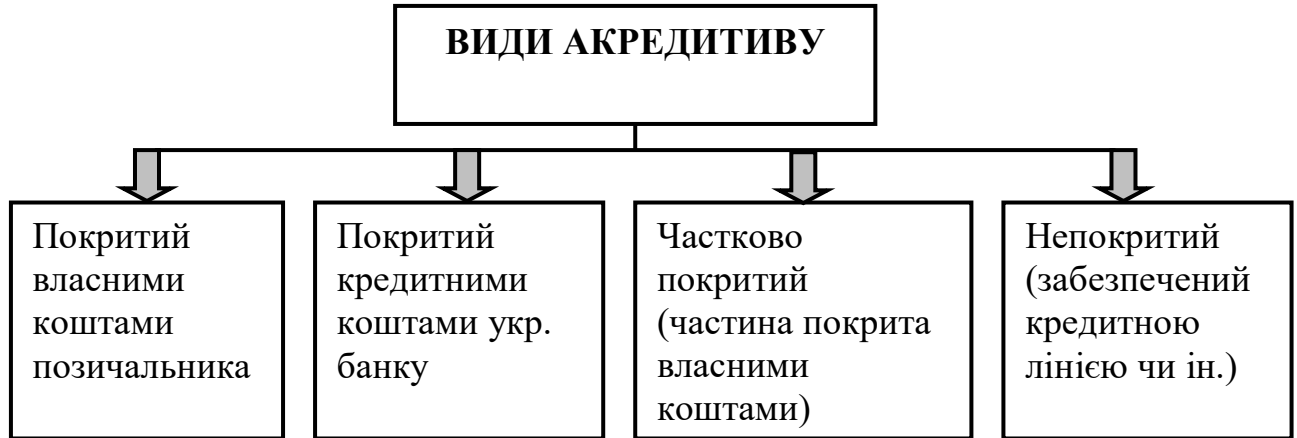 ВИДИ АКРЕДИТИВУ
Покритий
власними
коштами
позичальника
Покритий
кредитними
коштами укр.
банку
Частково
покритий
(частина покрита
власними
коштами)
Непокритий
(забезпечений
кредитною
лінією чи ін.)